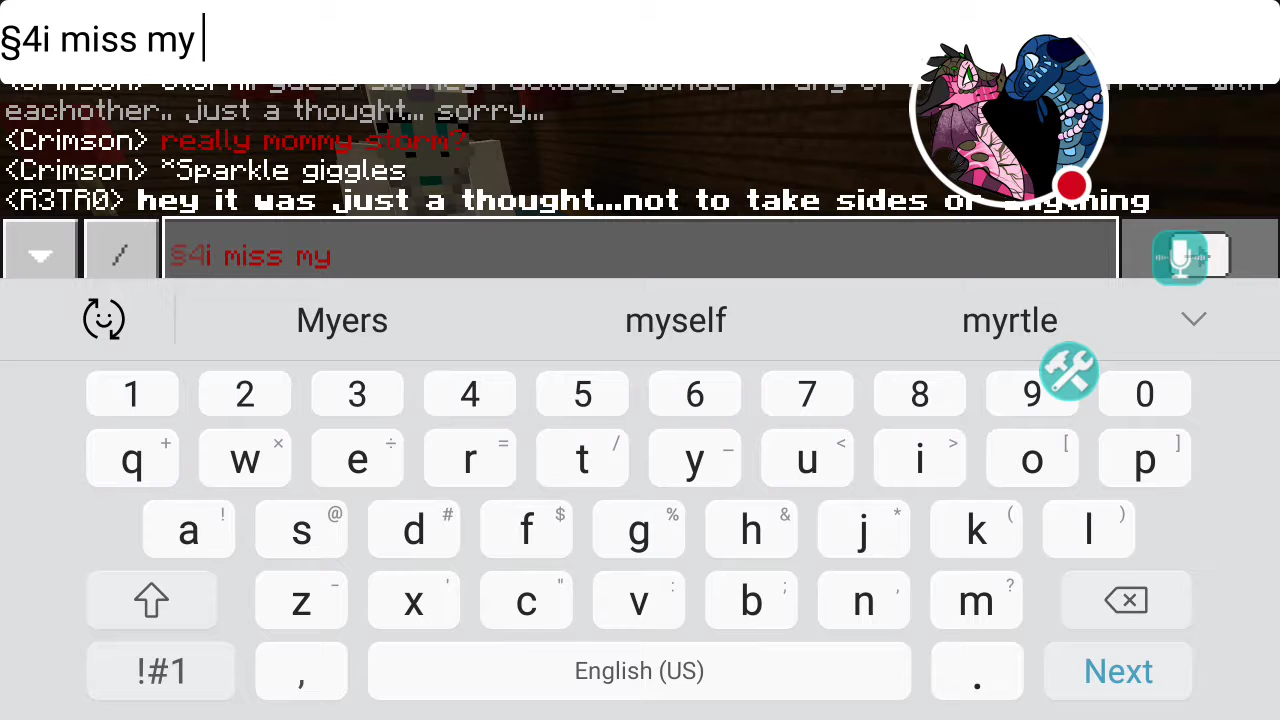 §4i miss my
eachother.. just a thought... sorry...
<Crimson> really mommy storm?
<Crimson> *Sparkle giggles
<R3TR0> hey it was just a thought...not to take sides or anything
/ §4i miss my
Myers myself myrtle
1 2 3 4 5 6 7 8 9 0
q + w × e ÷ r = t / y _ u < i > o [ p ]
a ! s @ d # f $ g % h & j * k ( l )
z - x ' c " v : b ; n , m ?
!#1 , English (US) . Next